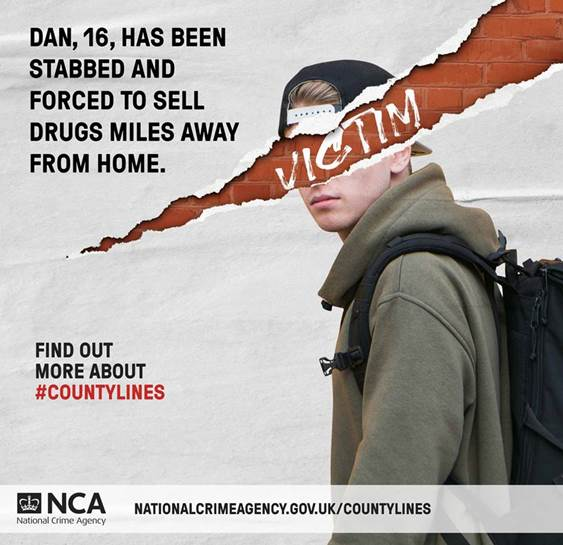 DAN, 16, HAS BEEN
STABBED AND
FORCED TO SELL
DRUGS MILES AWAY
FROM HOME.
VICTIM
FIND OUT
MORE ABOUT
#COUNTYLINES
NCA
National Crime Agency
NATIONALCRIMEAGENCY.GOV.UK/COUNTYLINES